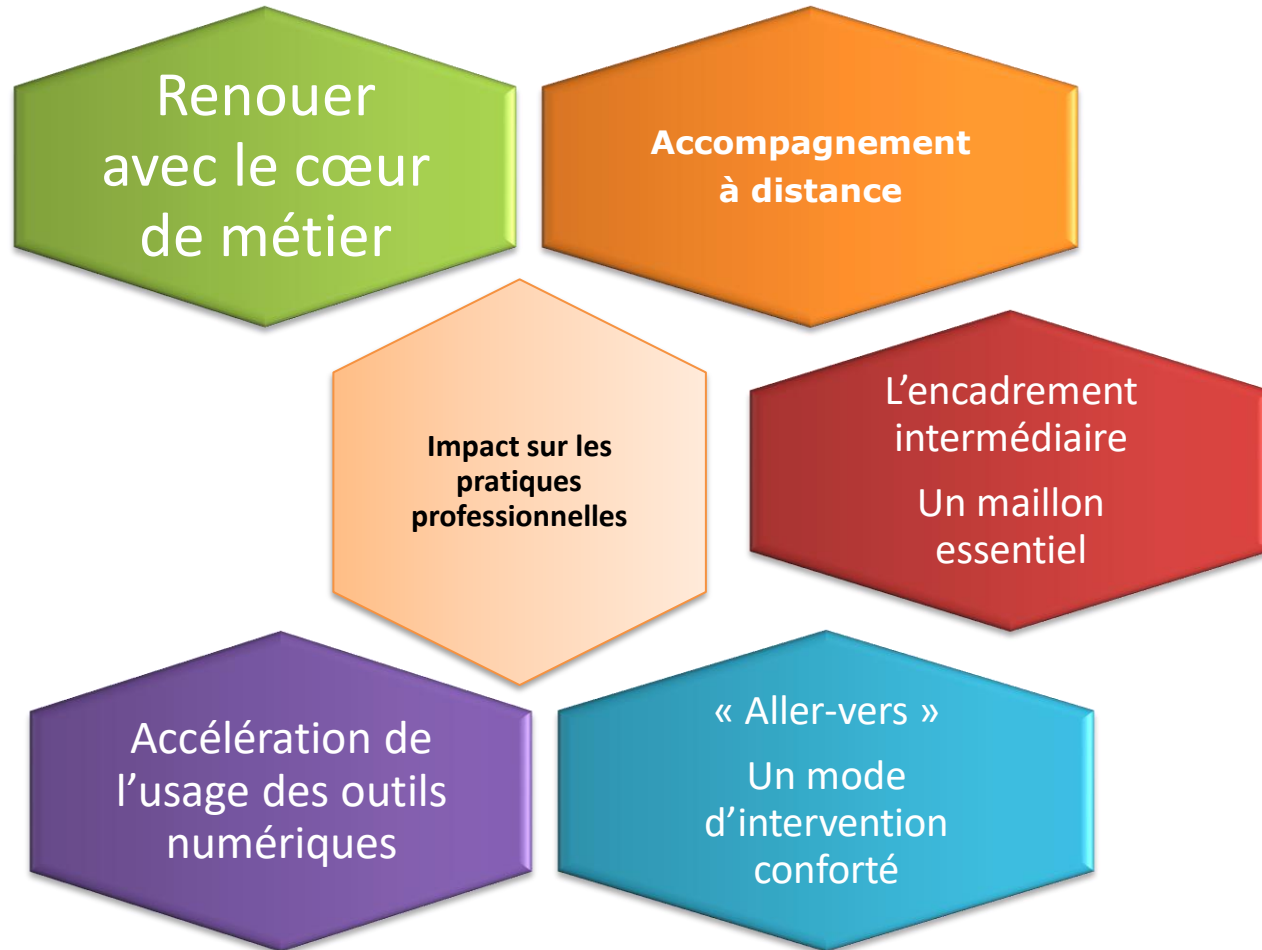 Renouer
avec le cœur
de métier
Accompagnement
à distance
Impact sur les
pratiques
professionnelles
L’encadrement
intermédiaire
Un maillon
essentiel
Accélération de
l’usage des outils
numériques
« Aller-vers »
Un mode
d’intervention
conforté